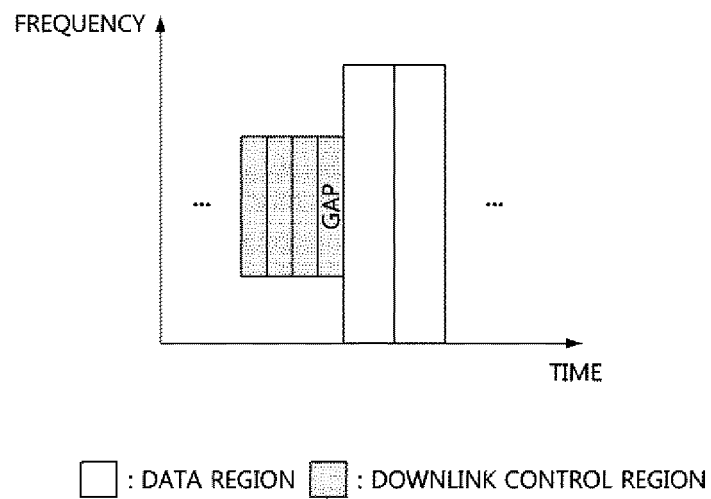 FREQUENCY
...
GAP
...
TIME
: DATA REGION
: DOWNLINK CONTROL REGION